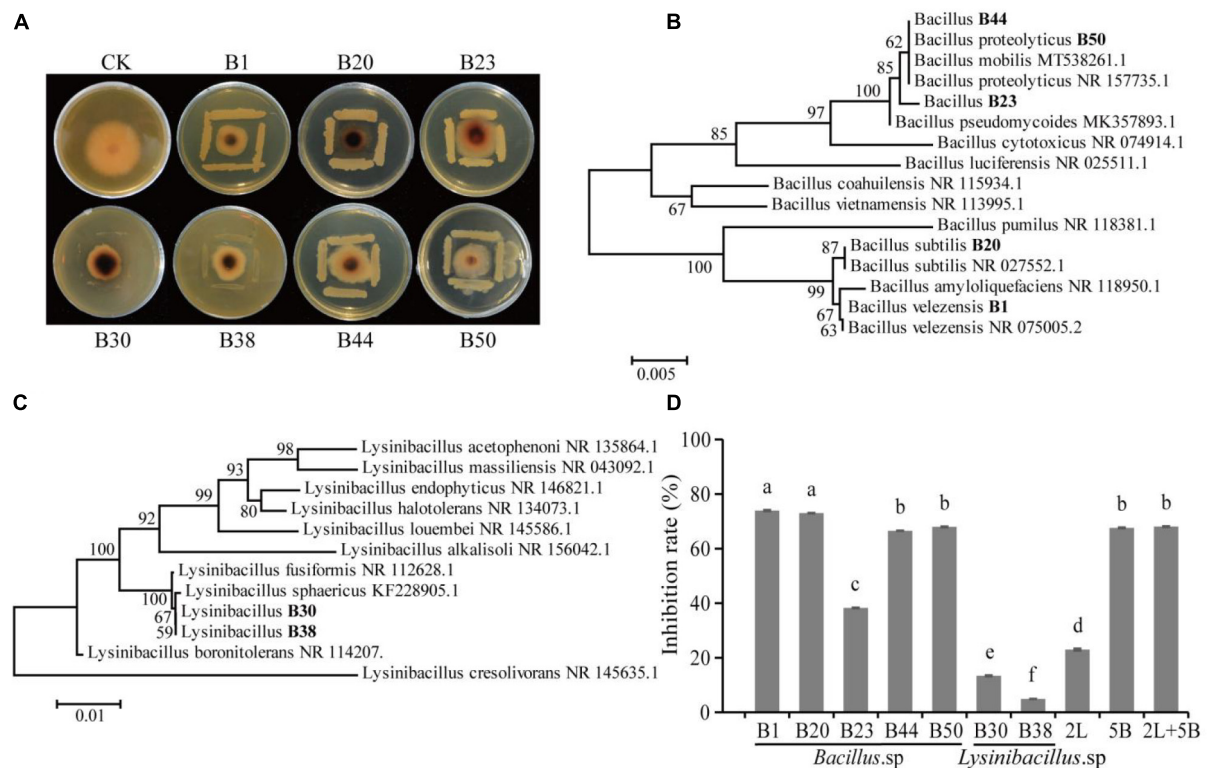 A
CK B1 B20 B23
B30 B38 B44 B50
B
Bacillus B44
62
Bacillus proteolyticus B50
Bacillus mobilis MT538261.1
85
Bacillus proteolyticus NR 157735.1
100
Bacillus B23
97
Bacillus pseudomycoides MK357893.1
85
Bacillus cytotoxicus NR 074914.1
Bacillus luciferensis NR 025511.1
Bacillus coahuilensis NR 115934.1
67
Bacillus vietnamensis NR 113995.1
Bacillus pumilus NR 118381.1
87
Bacillus subtilis B20
100
Bacillus subtilis NR 027552.1
99
Bacillus amyloliquefaciens NR 118950.1
67
Bacillus velezensis B1
63
Bacillus velezensis NR 075005.2
0.005
C
98
Lysinibacillus acetophenoni NR 135864.1
93
Lysinibacillus massiliensis NR 043092.1
99
Lysinibacillus endophyticus NR 146821.1
80
Lysinibacillus halotolerans NR 134073.1
92
Lysinibacillus louembei NR 145586.1
100
Lysinibacillus alkalisoli NR 156042.1
Lysinibacillus fusiformis NR 112628.1
100
Lysinibacillus sphaericus KF228905.1
67
Lysinibacillus B30
59
Lysinibacillus B38
Lysinibacillus boronitolerans NR 114207.
Lysinibacillus cresolivorans NR 145635.1
0.01
D
Inhibition rate (%)
100
80
60
40
20
0
a a c b b e f d b b
B1 B20 B23 B44 B50 B30 B38 2L 5B 2L+5B
Bacillus.sp Lysinibacillus.sp